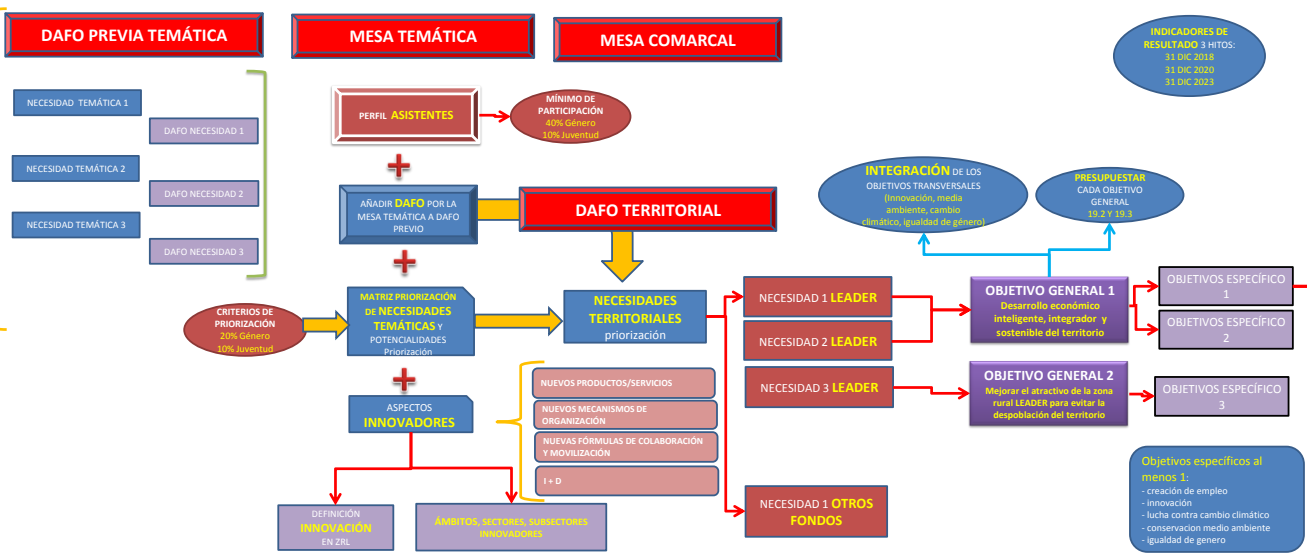 DAFO PREVIA TEMÁTICA
MESA TEMÁTICA
MESA COMARCAL
INDICADORES DE
RESULTADO 3 HITOS:
31 DIC 2018
31 DIC 2020
31 DIC 2023
NECESIDAD TEMÁTICA 1
DAFO NECESIDAD 1
NECESIDAD TEMÁTICA 2
DAFO NECESIDAD 2
NECESIDAD TEMÁTICA 3
DAFO NECESIDAD 3
PERFIL ASISTENTES
MÍNIMO DE
PARTICIPACIÓN
40% Género
10% Juventud
AÑADIR DAFO POR LA
MESA TEMÁTICA A DAFO
PREVIO
DAFO TERRITORIAL
INTEGRACIÓN DE LOS
OBJETIVOS TRANSVERSALES
(Innovación, media
ambiente, cambio
climático, igualdad de género)
PRESUPUESTAR
CADA OBJETIVO
GENERAL
19.2 Y 19.3
CRITERIOS DE
PRIORIZACIÓN
20% Género
10% Juventud
MATRIZ PRIORIZACIÓN
DE NECESIDADES
TEMÁTICAS Y
POTENCIALIDADES
Priorización
NECESIDADES
TERRITORIALES
priorización
NECESIDAD 1 LEADER
NECESIDAD 2 LEADER
NECESIDAD 3 LEADER
OBJETIVO GENERAL 1
Desarrollo económico
inteligente, integrador y
sostenible del territorio
OBJETIVOS ESPECÍFICO
1
OBJETIVOS ESPECÍFICO
2
OBJETIVO GENERAL 2
Mejorar el atractivo de la zona
rural LEADER para evitar la
despoblación del territorio
OBJETIVOS ESPECÍFICO
3
ASPECTOS
INNOVADORES
NUEVOS PRODUCTOS/SERVICIOS
NUEVOS MECANISMOS DE
ORGANIZACIÓN
NUEVAS FÓRMULAS DE COLABORACIÓN
Y MOVILIZACIÓN
I + D
DEFINICIÓN
INNOVACIÓN
EN ZRL
ÁMBITOS, SECTORES, SUBSECTORES
INNOVADORES
NECESIDAD 1 OTROS
FONDOS
Objetivos específicos al
menos 1:
- creación de empleo
- innovación
- lucha contra cambio climático
- conservacion medio ambiente
- igualdad de genero